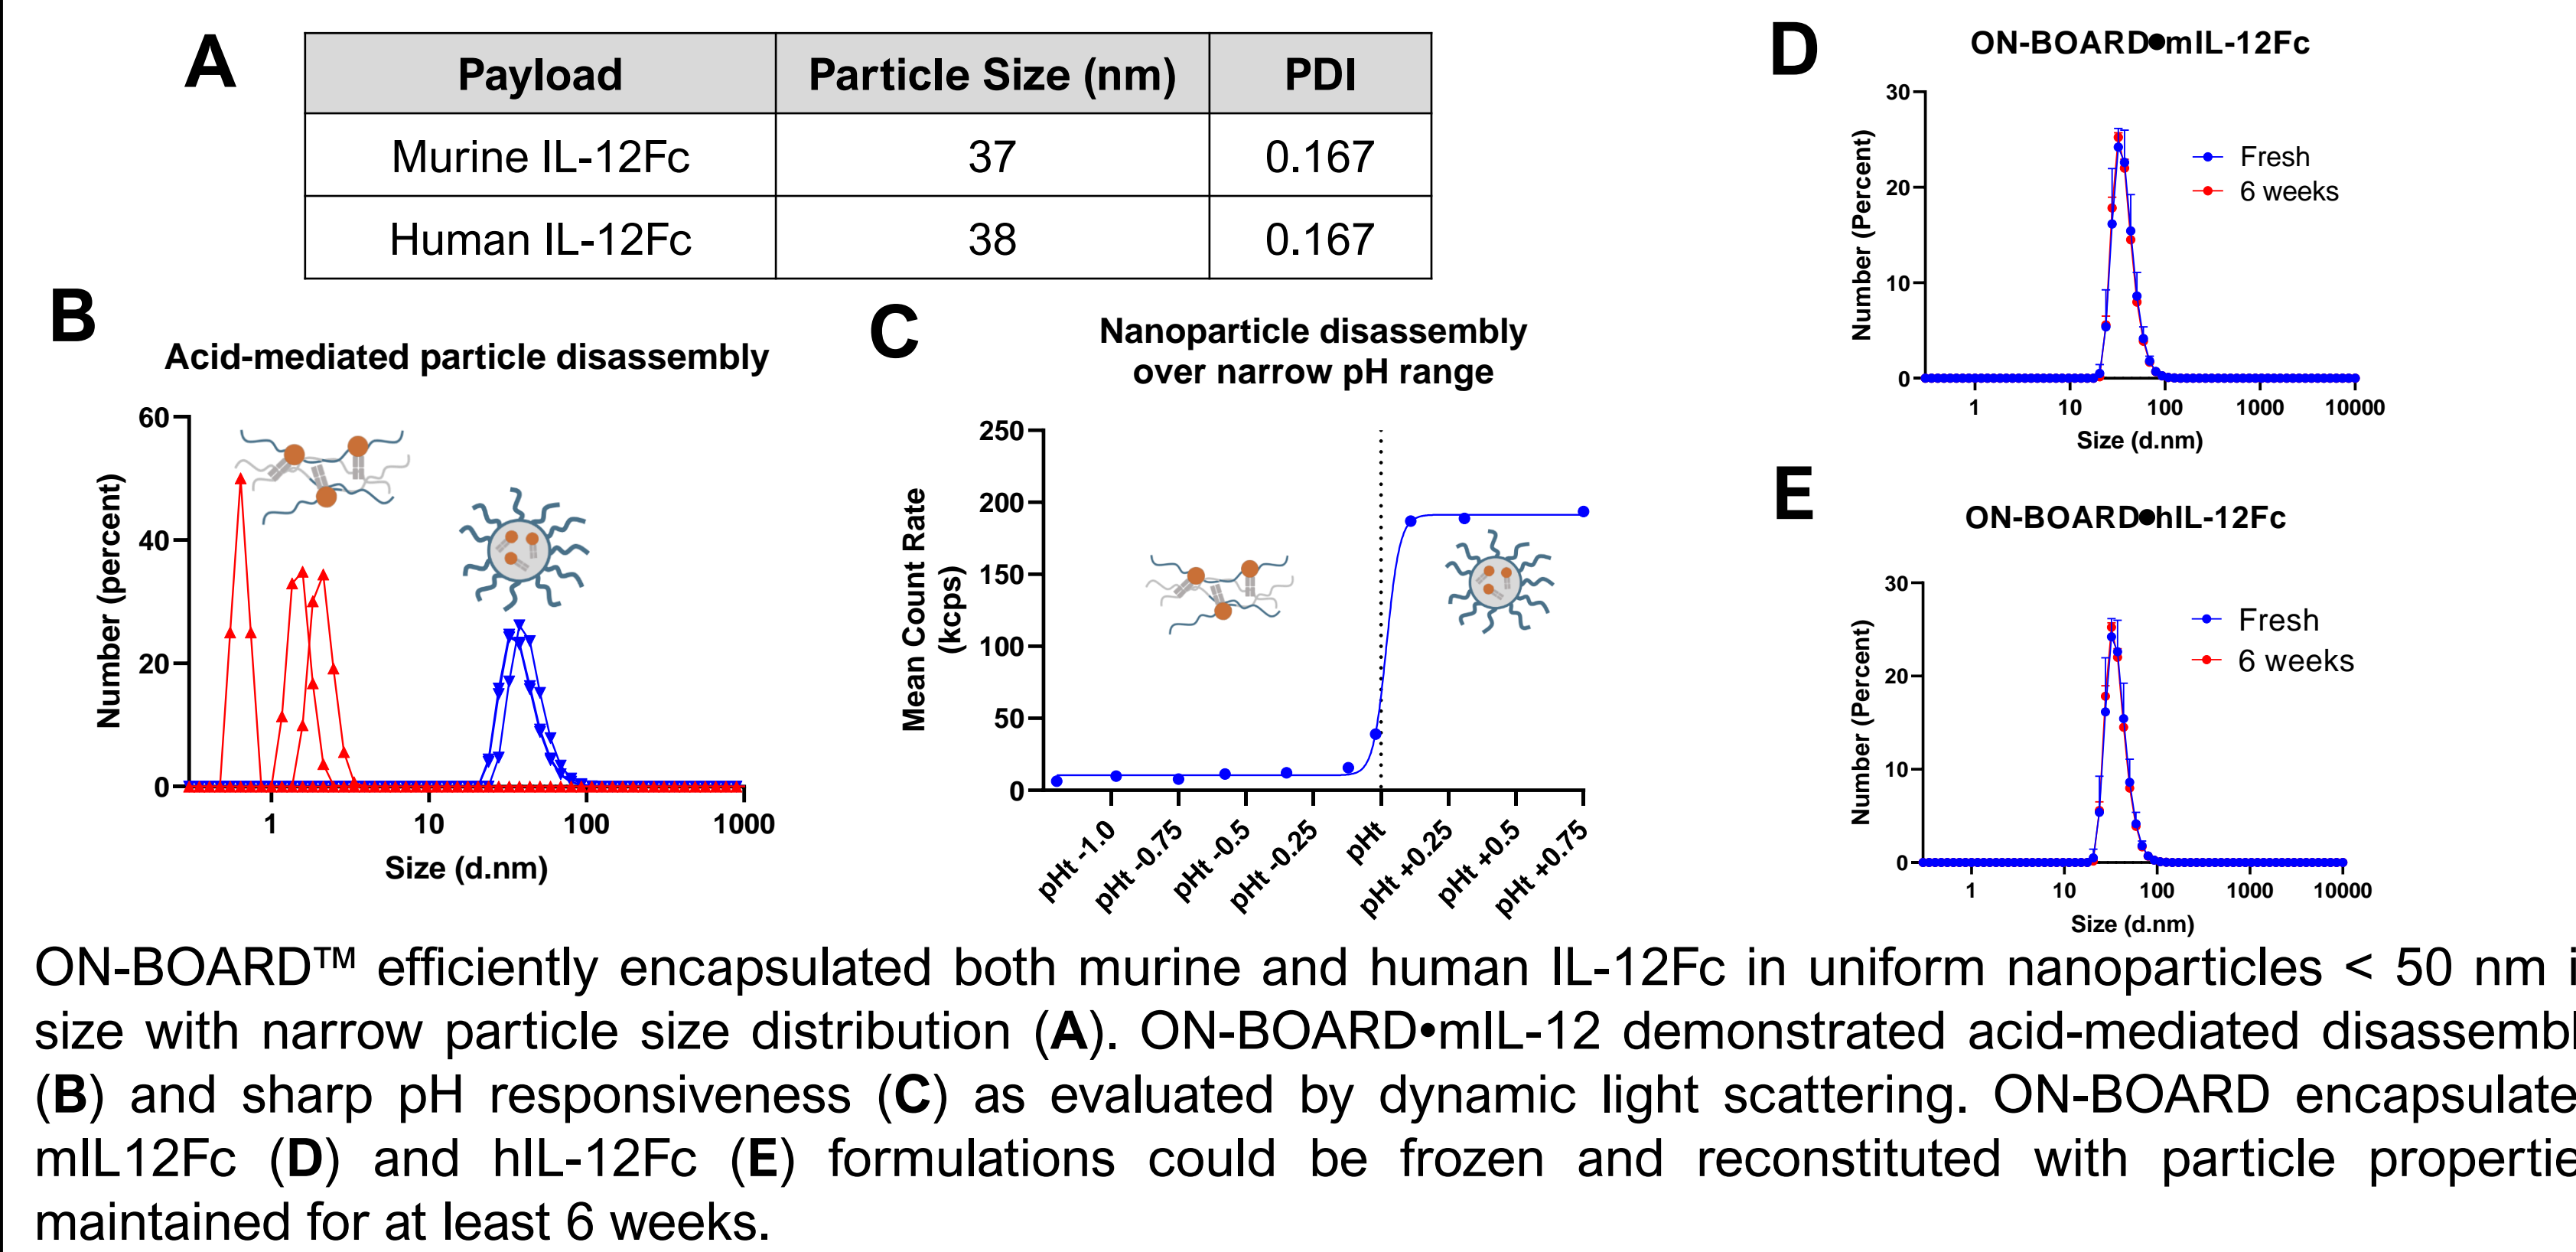 A
Payload Particle Size (nm) PDI
Murine IL-12Fc 37 0.167
Human IL-12Fc 38 0.167
B
Acid-mediated particle disassembly
Number (percent)
60
40
20
0
1 10 100 1000
Size (d.nm)
C
Nanoparticle disassembly
over narrow pH range
Mean Count Rate
(kcps)
250
200
150
100
50
0
pHt -1.0 pHt -0.75 pHt -0.5 pHt -0.25 pHt pHt +0.25 pHt +0.5 pHt +0.75
D
ON-BOARD●mIL-12Fc
Number (Percent)
30
20
10
0
Fresh
6 weeks
1 10 100 1000 10000
Size (d.nm)
E
ON-BOARD●hIL-12Fc
Number (Percent)
30
20
10
0
Fresh
6 weeks
1 10 100 1000 10000
Size (d.nm)
ON-BOARD™ efficiently encapsulated both murine and human IL-12Fc in uniform nanoparticles < 50 nm i
size with narrow particle size distribution (A). ON-BOARD•mIL-12 demonstrated acid-mediated disassembl
(B) and sharp pH responsiveness (C) as evaluated by dynamic light scattering. ON-BOARD encapsulate
mIL12Fc (D) and hIL-12Fc (E) formulations could be frozen and reconstituted with particle propertie
maintained for at least 6 weeks.